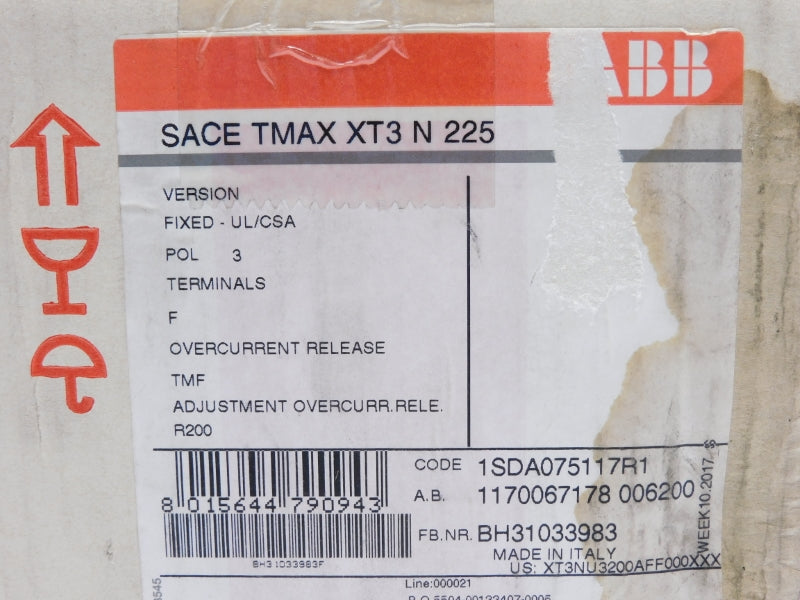 ABB
SACE TMAX XT3 N 225
VERSION
FIXED - UL/CSA
POL 3
TERMINALS
F
OVERCURRENT RELEASE
TMF
ADJUSTMENT OVERCURR.RELE.
R200
CODE 1SDA075117R1
A.B. 1170067178 006200
8 015644 790943
FB.NR. BH31033983
MADE IN ITALY
US: XT3NU3200AFF000XXX
WEEK10.2017
BH31033983F
Line:000021
3545